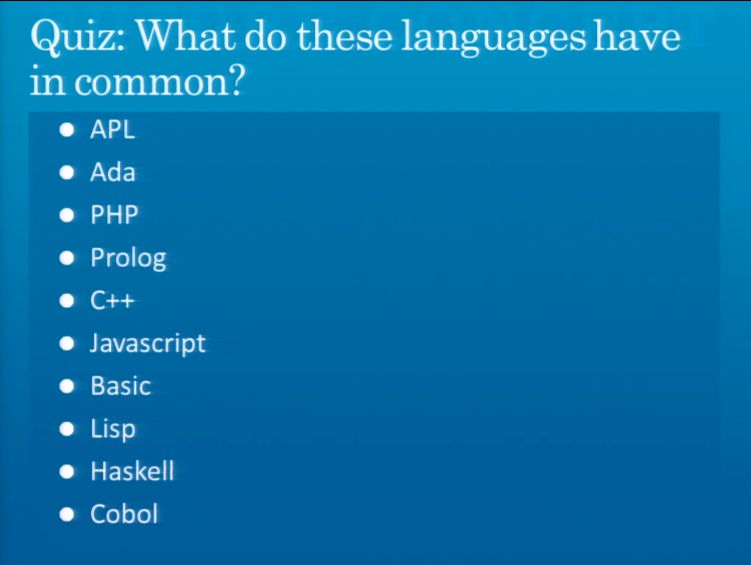 Quiz: What do these languages have
in common?
• APL
• Ada
• PHP
• Prolog
• C++
• Javascript
• Basic
• Lisp
• Haskell
• Cobol